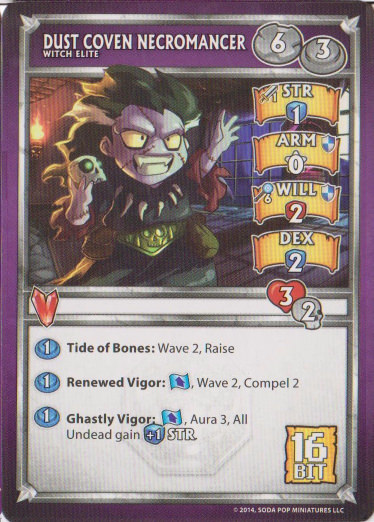 DUST COVEN NECROMANCER 6 3
WITCH ELITE
STR
1
ARM
0
WILL
2
DEX
2
3
2
1 Tide of Bones: Wave 2, Raise
1 Renewed Vigor: , Wave 2, Compel 2
1 Ghastly Vigor: , Aura 3, All
Undead gain +1 STR.
16
BIT
© 2014, SODA POP MINIATURES LLC